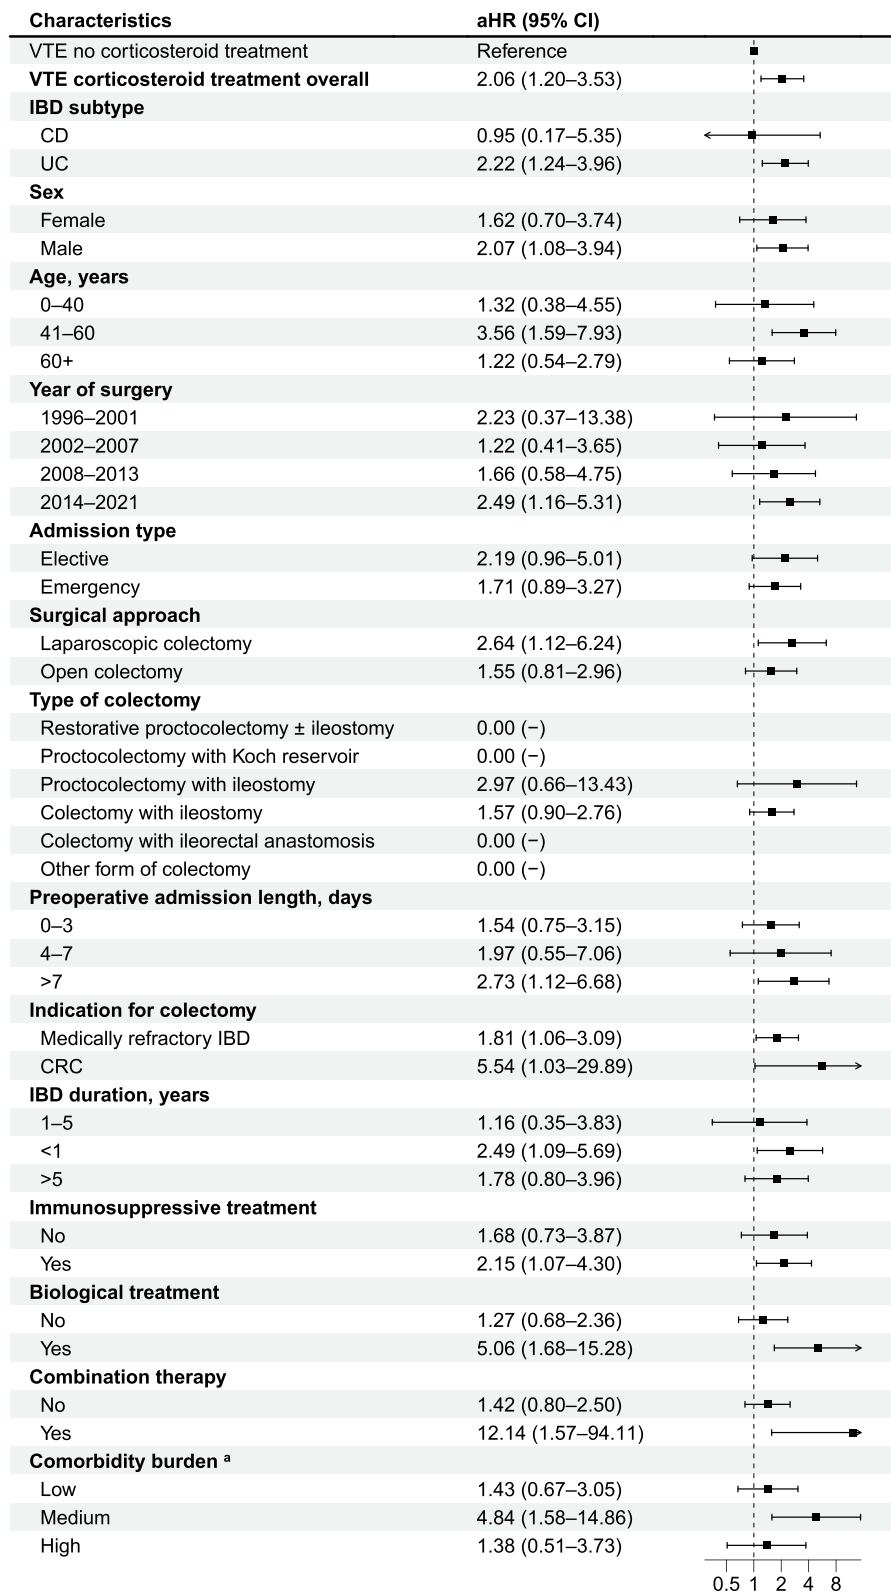 Characteristics aHR (95% CI)
VTE no corticosteroid treatment Reference
VTE corticosteroid treatment overall 2.06 (1.20–3.53)
IBD subtype
CD 0.95 (0.17–5.35)
UC 2.22 (1.24–3.96)
Sex
Female 1.62 (0.70–3.74)
Male 2.07 (1.08–3.94)
Age, years
0–40 1.32 (0.38–4.55)
41–60 3.56 (1.59–7.93)
60+ 1.22 (0.54–2.79)
Year of surgery
1996–2001 2.23 (0.37–13.38)
2002–2007 1.22 (0.41–3.65)
2008–2013 1.66 (0.58–4.75)
2014–2021 2.49 (1.16–5.31)
Admission type
Elective 2.19 (0.96–5.01)
Emergency 1.71 (0.89–3.27)
Surgical approach
Laparoscopic colectomy 2.64 (1.12–6.24)
Open colectomy 1.55 (0.81–2.96)
Type of colectomy
Restorative proctocolectomy ± ileostomy 0.00 (−)
Proctocolectomy with Koch reservoir 0.00 (−)
Proctocolectomy with ileostomy 2.97 (0.66–13.43)
Colectomy with ileostomy 1.57 (0.90–2.76)
Colectomy with ileorectal anastomosis 0.00 (−)
Other form of colectomy 0.00 (−)
Preoperative admission length, days
0–3 1.54 (0.75–3.15)
4–7 1.97 (0.55–7.06)
>7 2.73 (1.12–6.68)
Indication for colectomy
Medically refractory IBD 1.81 (1.06–3.09)
CRC 5.54 (1.03–29.89)
IBD duration, years
1–5 1.16 (0.35–3.83)
<1 2.49 (1.09–5.69)
>5 1.78 (0.80–3.96)
Immunosuppressive treatment
No 1.68 (0.73–3.87)
Yes 2.15 (1.07–4.30)
Biological treatment
No 1.27 (0.68–2.36)
Yes 5.06 (1.68–15.28)
Combination therapy
No 1.42 (0.80–2.50)
Yes 12.14 (1.57–94.11)
Comorbidity burden ᵃ
Low 1.43 (0.67–3.05)
Medium 4.84 (1.58–14.86)
High 1.38 (0.51–3.73)
0.5 1 2 4 8